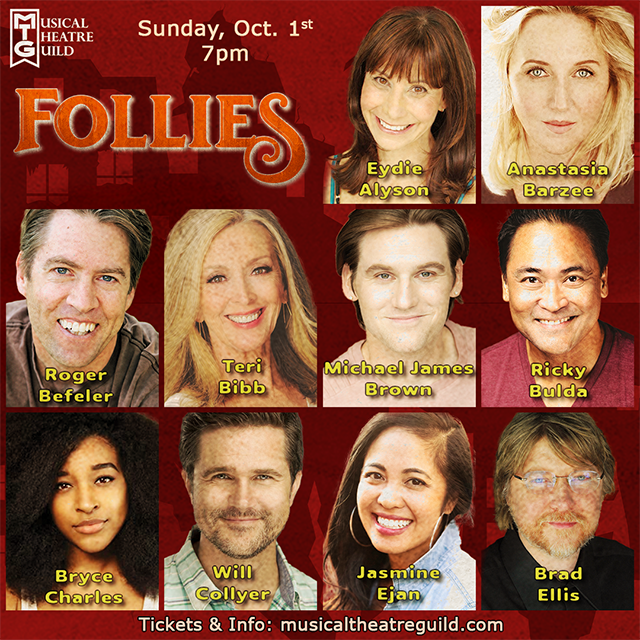 MUSICAL
THEATRE
GUILD
MTG
Sunday, Oct. 1st
7pm
FOLLIES
Eydie
Alyson
Anastasia
Barzee
Roger
Befeler
Teri
Bibb
Michael James
Brown
Ricky
Bulda
Bryce
Charles
Will
Collyer
Jasmine
Ejan
Brad
Ellis
Tickets & Info: musicaltheatreguild.com